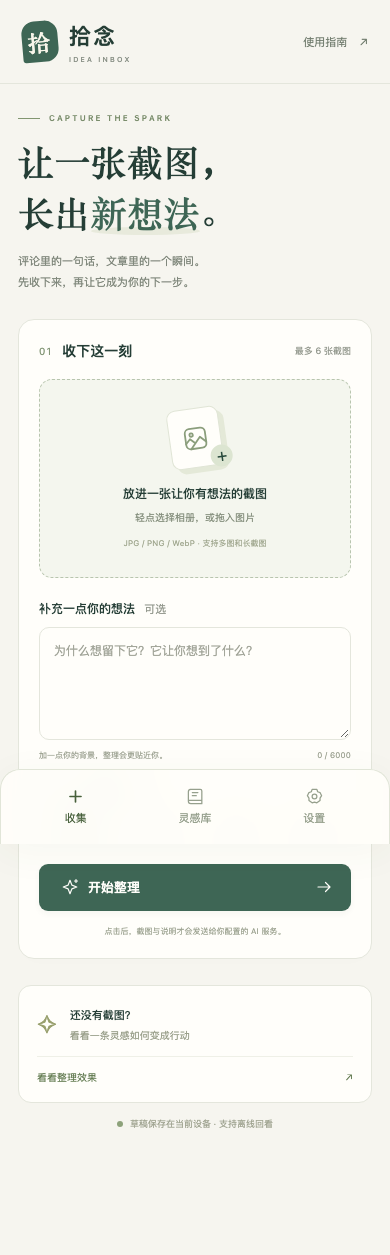 拾
拾念
IDEA INBOX
使用指南
CAPTURE THE SPARK
让一张截图，
长出新想法。
评论里的一句话，文章里的一个瞬间。
先收下来，再让它成为你的下一步。
01 收下这一刻
最多 6 张截图
放进一张让你有想法的截图
轻点选择相册，或拖入图片
JPG / PNG / WebP · 支持多图和长截图
补充一点你的想法 可选
为什么想留下它？它让你想到了什么？
加一点你的背景，整理会更贴近你。
0 / 6000
收集
灵感库
设置
开始整理
点击后，截图与说明才会发送给你配置的 AI 服务。
还没有截图？
看看一条灵感如何变成行动
看看整理效果
草稿保存在当前设备 · 支持离线回看